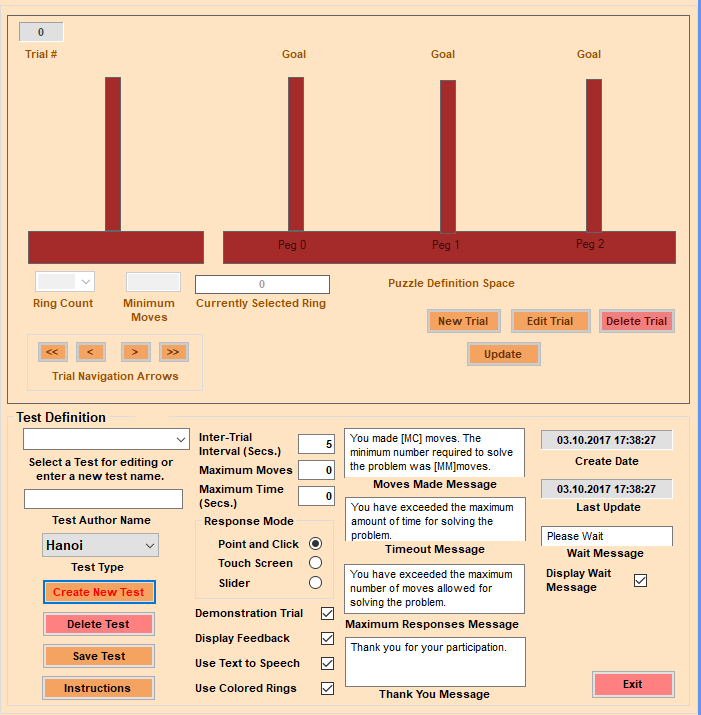 0
Trial #
Goal
Goal
Goal
Peg 0
Peg 1
Peg 2
0
Ring Count
Minimum
Moves
Currently Selected Ring
Puzzle Definition Space
New Trial
Edit Trial
Delete Trial
Update
<<
<
>
>>
Trial Navigation Arrows
Test Definition
Select a Test for editing or
enter a new test name.
Test Author Name
Hanoi
Test Type
Create New Test
Delete Test
Save Test
Instructions
Inter-Trial
Interval (Secs.)
5
Maximum Moves
0
Maximum Time
(Secs.)
0
Response Mode
Point and Click
Touch Screen
Slider
Demonstration Trial
Display Feedback
Use Text to Speech
Use Colored Rings
You made [MC] moves. The
minimum number required to solve
the problem was [MM]moves.
Moves Made Message
You have exceeded the maximum
amount of time for solving the
problem.
Timeout Message
You have exceeded the maximum
number of moves allowed for
solving the problem.
Maximum Responses Message
Thank you for your participation.
Thank You Message
03.10.2017 17:38:27
Create Date
03.10.2017 17:38:27
Last Update
Please Wait
Wait Message
Display Wait
Message
Exit